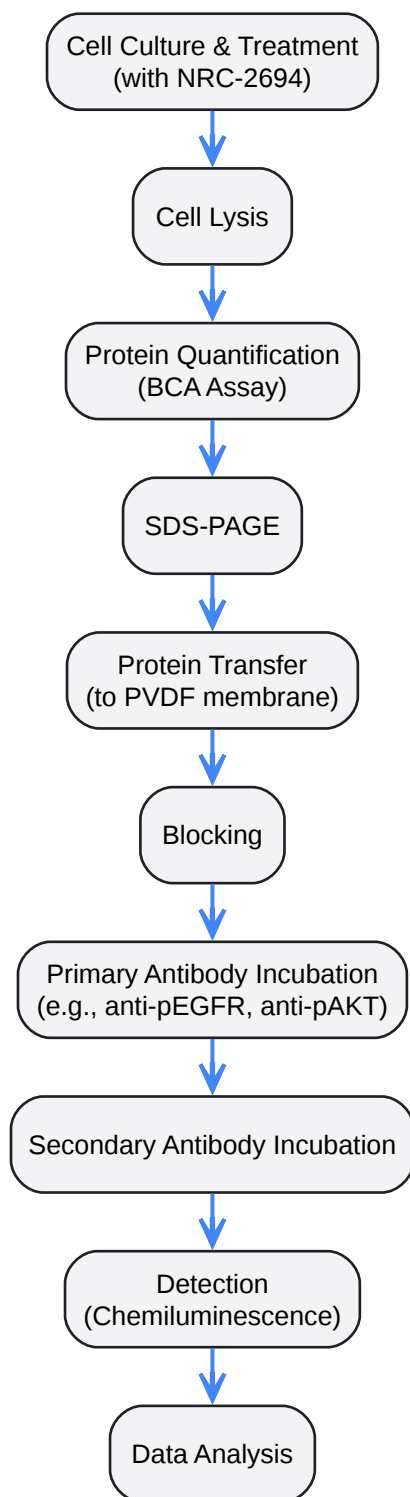 Cell Culture & Treatment
(with NRC-2694)
Cell Lysis
Protein Quantification
(BCA Assay)
SDS-PAGE
Protein Transfer
(to PVDF membrane)
Blocking
Primary Antibody Incubation
(e.g., anti-pEGFR, anti-pAKT)
Secondary Antibody Incubation
Detection
(Chemiluminescence)
Data Analysis